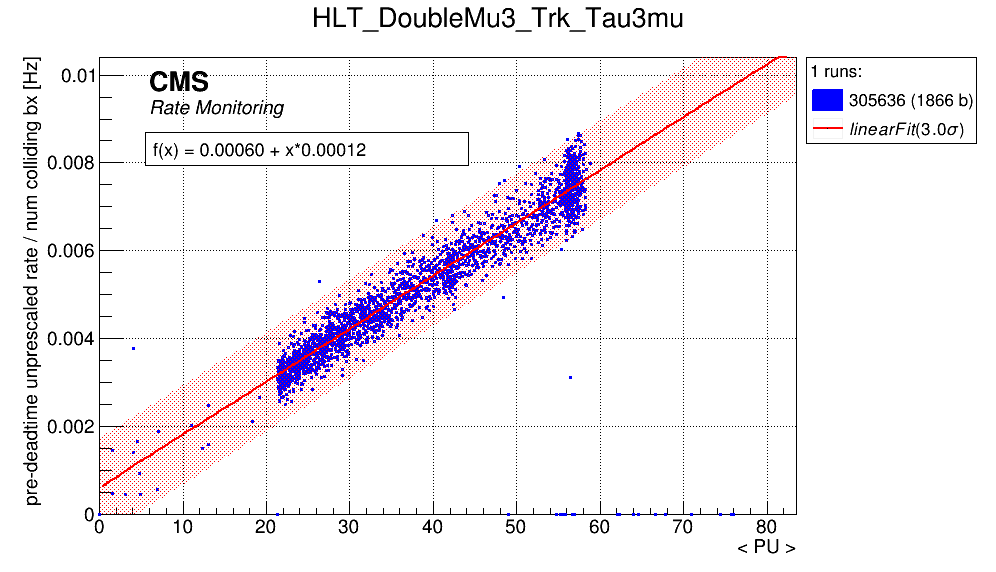 HLT_DoubleMu3_Trk_Tau3mu
pre-deadtime unprescaled rate / num colliding bx [Hz]
0.01
0.008
0.006
0.004
0.002
0
CMS
Rate Monitoring
f(x) = 0.00060 + x*0.00012
0 10 20 30 40 50 60 70 80
< PU >
1 runs:
305636 (1866 b)
linearFit(3.0σ)